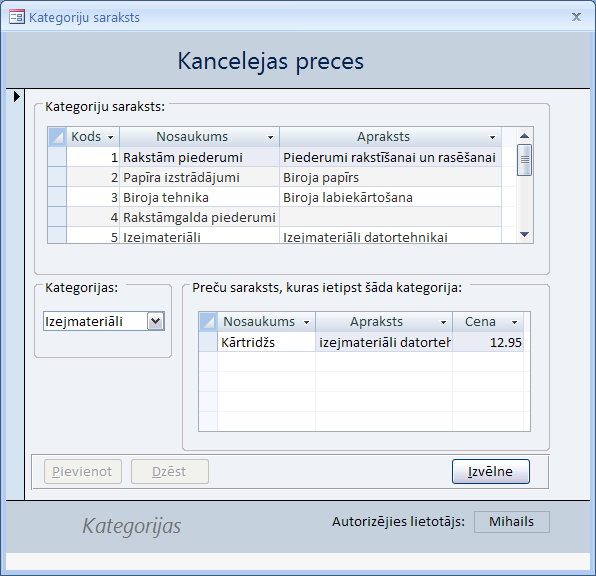 Kategoriju saraksts
Kancelejas preces
Kategoriju saraksts:
Kods Nosaukums Apraksts
1 Rakstām piederumi Piederumi rakstīšanai un rasēšanai
2 Papīra izstrādājumi Biroja papīrs
3 Biroja tehnika Biroja labiekārtošana
4 Rakstāmgalda piederumi
5 Izejmateriāli Izejmateriāli datortehnikai
Kategorijas:
Izejmateriāli
Preču saraksts, kuras ietipst šāda kategorija:
Nosaukums Apraksts Cena
Kārtridžs izejmateriāli datorteh 12.95
Pievienot Dzēst Izvēlne
Kategorijas
Autorizējies lietotājs: Mihails